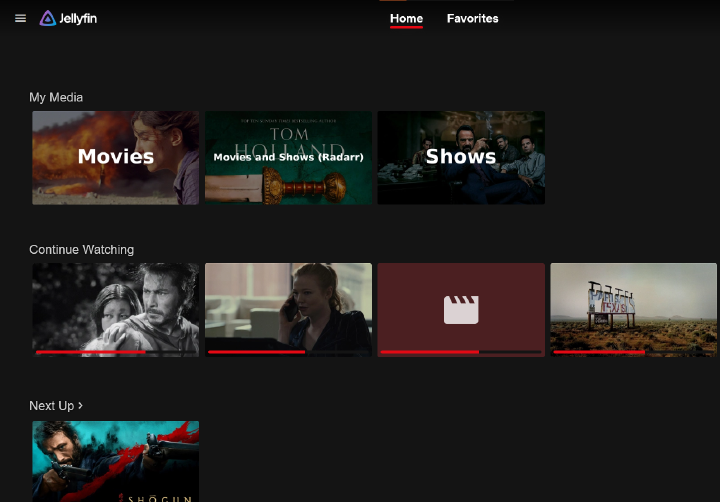 Jellyfin
Home
Favorites
My Media
Movies
TOM
HOLLAND
Movies and Shows (Radarr)
Shows
Continue Watching
Next Up
SHŌGUN